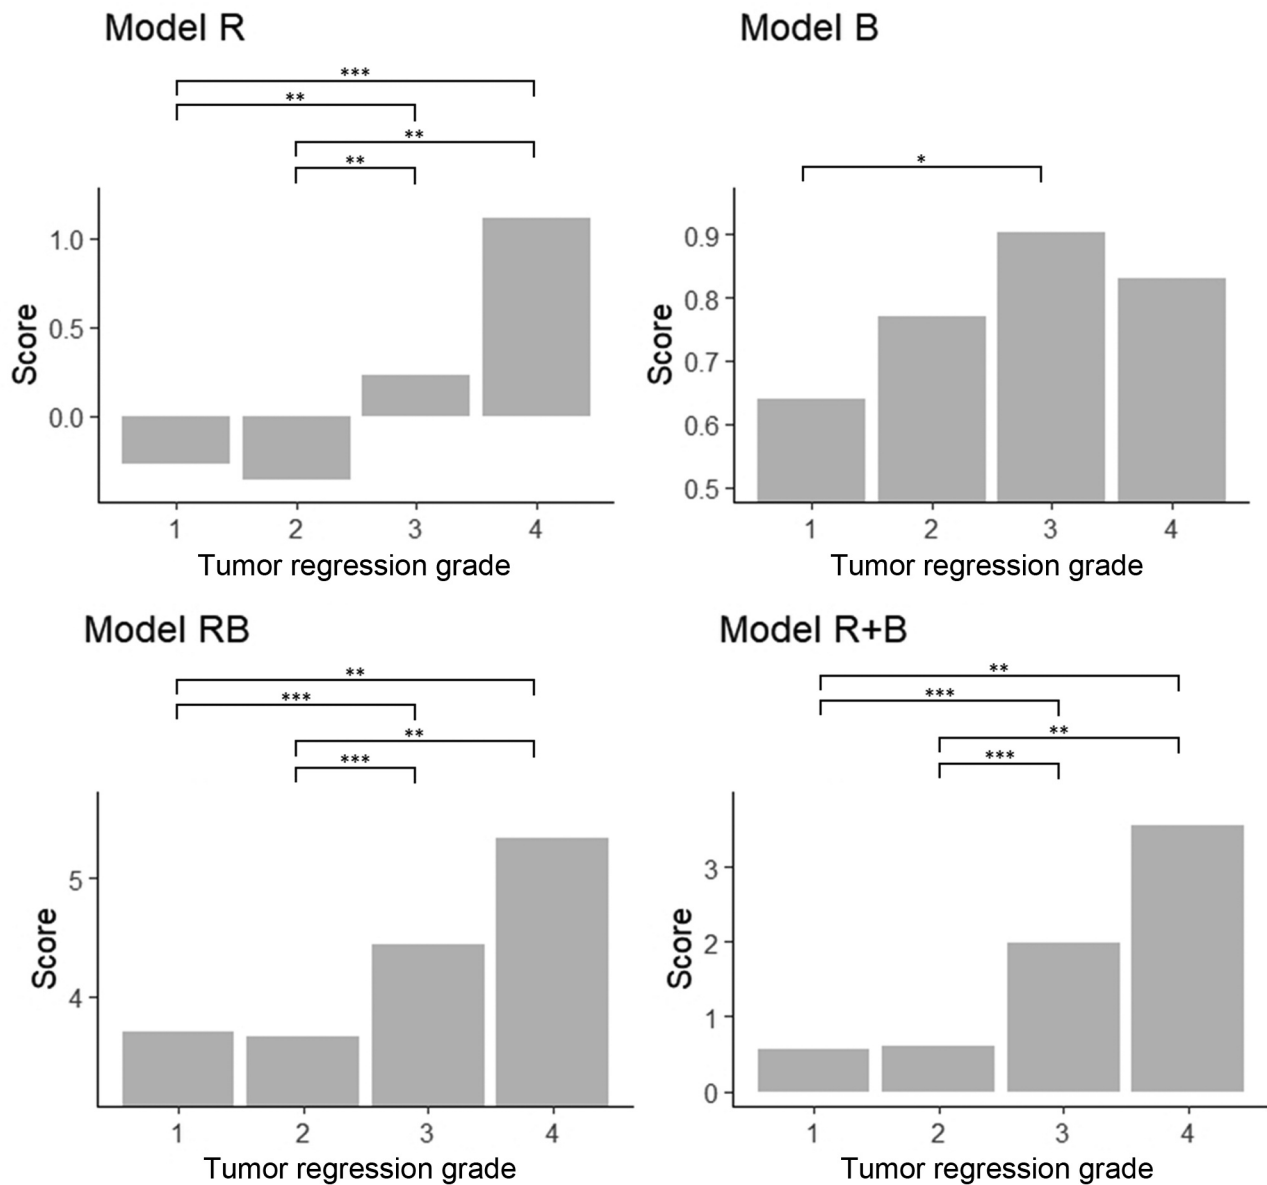 Model R
***
**
**
**
Score
1.0
0.5
0.0
1 2 3 4
Tumor regression grade
Model B
*
Score
0.9
0.8
0.7
0.6
0.5
1 2 3 4
Tumor regression grade
Model RB
**
***
**
***
Score
5
4
1 2 3 4
Tumor regression grade
Model R+B
**
***
**
***
Score
3
2
1
0
1 2 3 4
Tumor regression grade